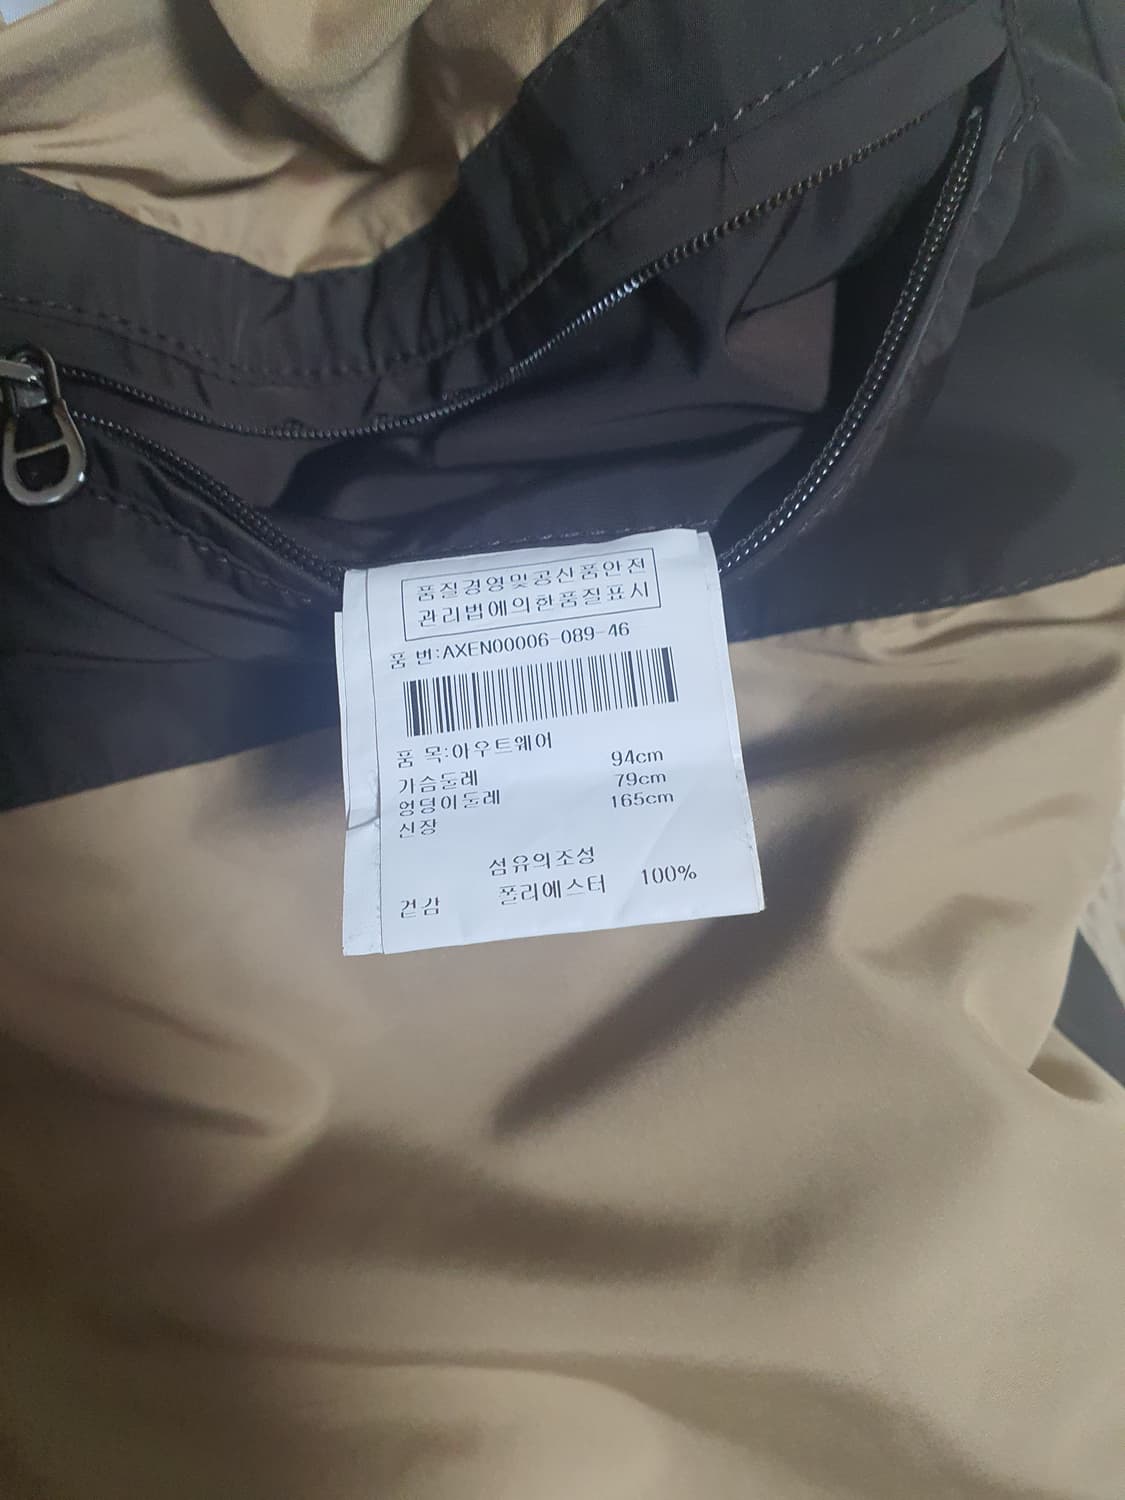 품질경영및공신품안전
관리법에의한품질표시
품 번:AXEN00006-089-46
품 목:아우트웨어
가슴둘레 94cm
엉덩이둘레 79cm
신장 165cm
섬유의조성
겉감 폴리에스터 100%